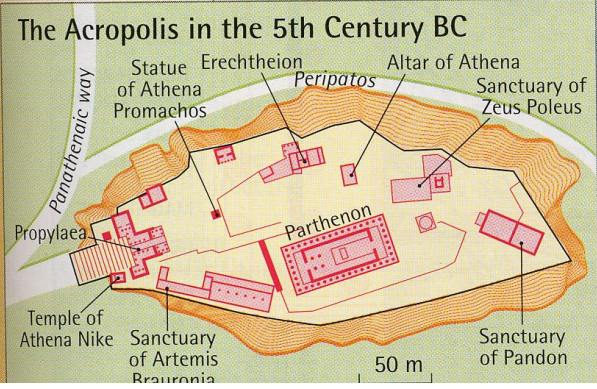 The Acropolis in the 5th Century BC
Panathenaic way
Statue
of Athena
Promachos
Erechtheion
Peripatos
Altar of Athena
Sanctuary of
Zeus Poleus
Propylaea
Parthenon
Temple of
Athena Nike
Sanctuary
of Artemis
Brauronia
50 m
Sanctuary
of Pandon